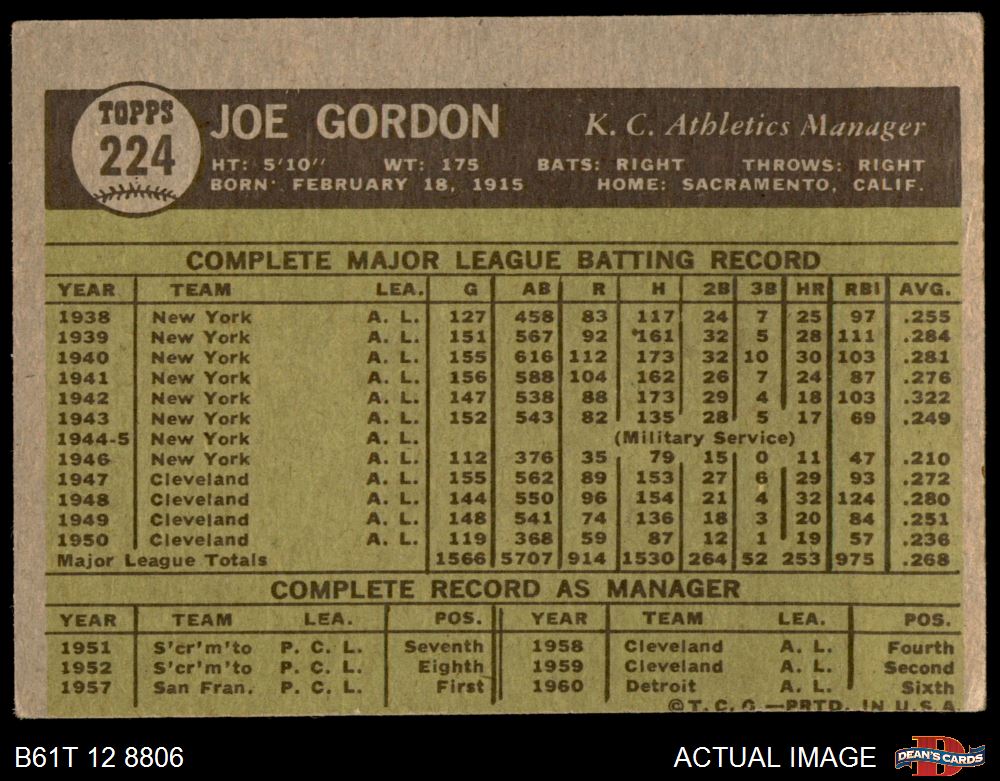 TOPPS
224
JOE GORDON K. C. Athletics Manager
HT: 5'10'' WT: 175 BATS: RIGHT THROWS: RIGHT
BORN: FEBRUARY 18, 1915 HOME: SACRAMENTO, CALIF.
COMPLETE MAJOR LEAGUE BATTING RECORD
YEAR TEAM LEA. G AB R H 2B 3B HR RBI AVG.
1938 New York A. L. 127 458 83 117 24 7 25 97 .255
1939 New York A. L. 151 567 92 161 32 5 28 111 .284
1940 New York A. L. 155 616 112 173 32 10 30 103 .281
1941 New York A. L. 156 588 104 162 26 7 24 87 .276
1942 New York A. L. 147 538 88 173 29 4 18 103 .322
1943 New York A. L. 152 543 82 135 28 5 17 69 .249
1944-5 New York A. L. (Military Service)
1946 New York A. L. 112 376 35 79 15 0 11 47 .210
1947 Cleveland A. L. 155 562 89 153 27 6 29 93 .272
1948 Cleveland A. L. 144 550 96 154 21 4 32 124 .280
1949 Cleveland A. L. 148 541 74 136 18 3 20 84 .251
1950 Cleveland A. L. 119 368 59 87 12 1 19 57 .236
Major League Totals 1566 5707 914 1530 264 52 253 975 .268
COMPLETE RECORD AS MANAGER
YEAR TEAM LEA. POS. YEAR TEAM LEA. POS.
1951 S'cr'm'to P. C. L. Seventh 1958 Cleveland A. L. Fourth
1952 S'cr'm'to P. C. L. Eighth 1959 Cleveland A. L. Second
1957 San Fran. P. C. L. First 1960 Detroit A. L. Sixth
©T. C. G.—PRTD. IN U.S.A.
B61T 12 8806 ACTUAL IMAGE DEAN'S CARDS